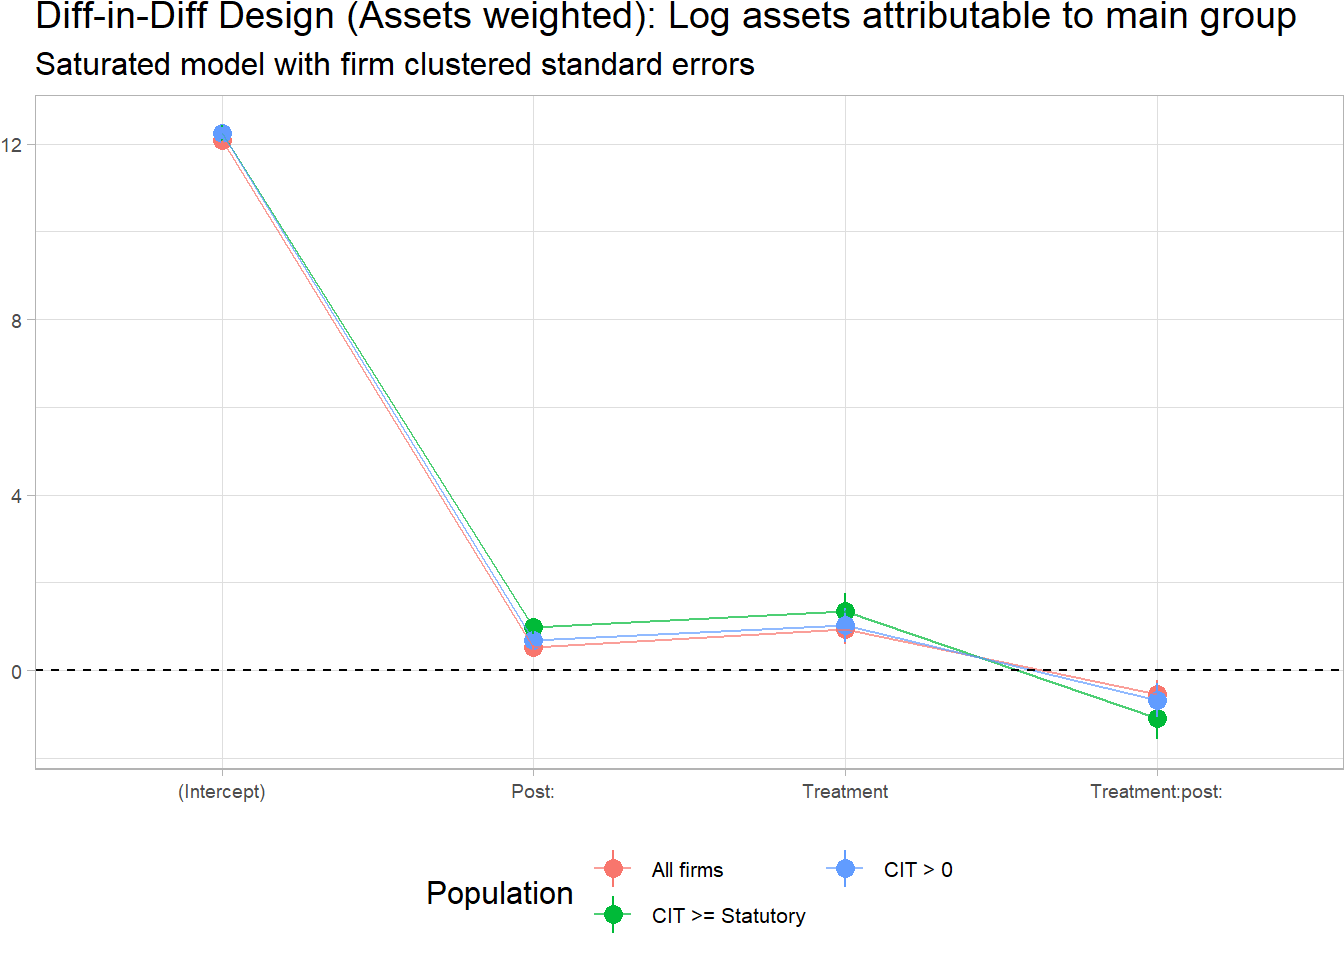 Diff-in-Diff Design (Assets weighted): Log assets attributable to main group
Saturated model with firm clustered standard errors
12
8
4
0
(Intercept) Post: Treatment Treatment:post:
Population
All firms CIT > 0
CIT >= Statutory